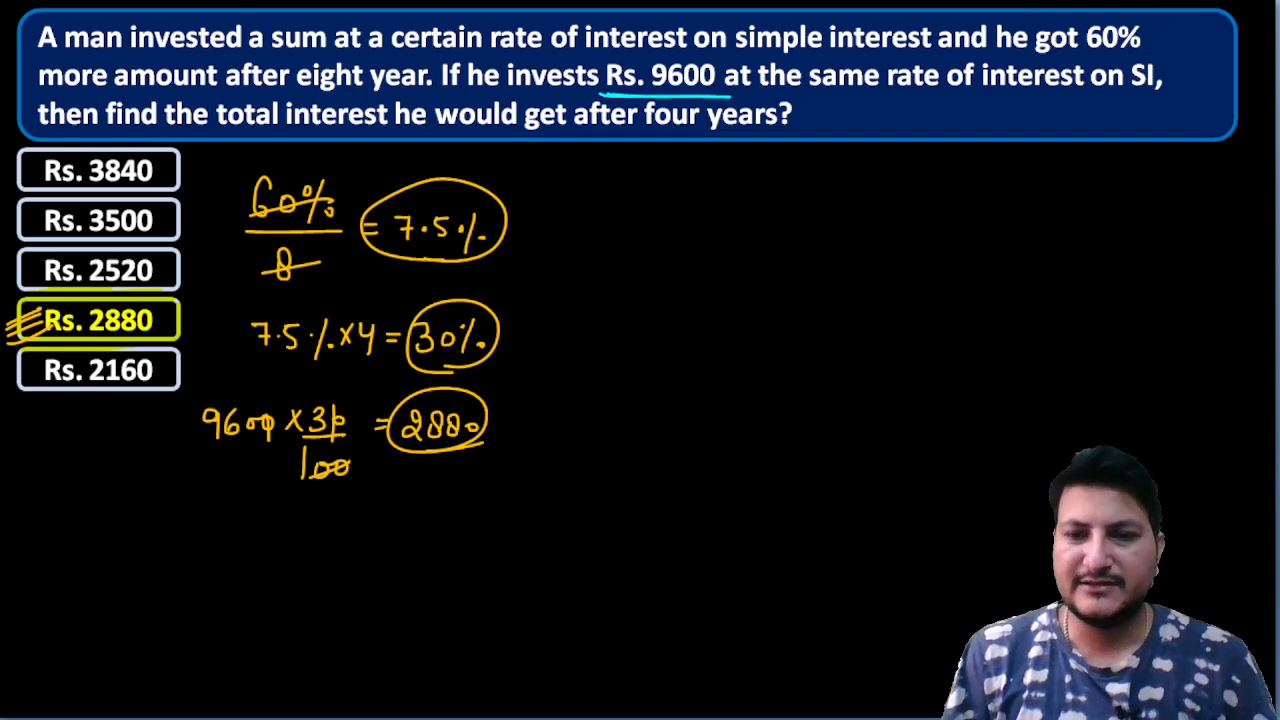 A man invested a sum at a certain rate of interest on simple interest and he got 60%
more amount after eight year. If he invests Rs. 9600 at the same rate of interest on SI,
then find the total interest he would get after four years?
Rs. 3840
Rs. 3500
Rs. 2520
Rs. 2880
Rs. 2160
60%
= 7.5%
8
7.5% × 4 = 30%
9600 × 30 = 2880
100